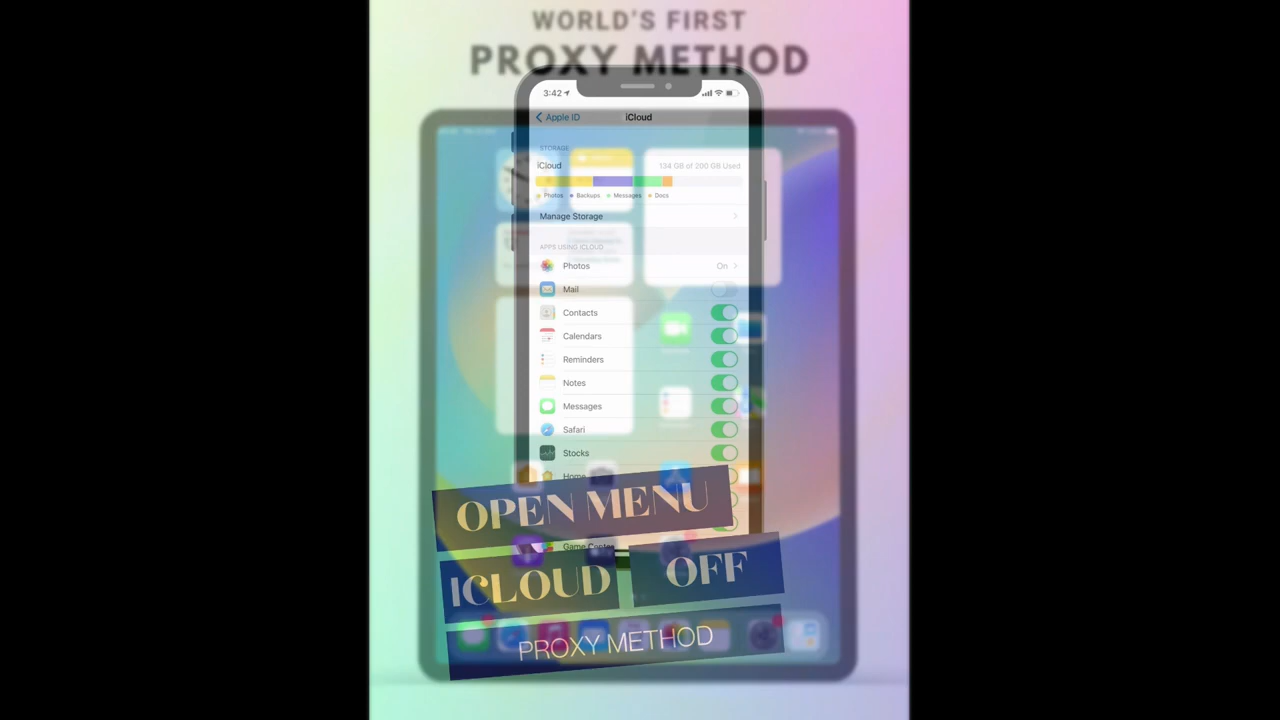 WORLD'S FIRST
PROXY METHOD
3:42
Apple ID
iCloud
STORAGE
iCloud
134 GB of 200 GB Used
Photos
Backups
Messages
Docs
Manage Storage
APPS USING ICLOUD
Photos
On
Mail
Contacts
Calendars
Reminders
Notes
Messages
Safari
Stocks
Home
OPEN MENU
Game Center
ICLOUD
OFF
PROXY METHOD